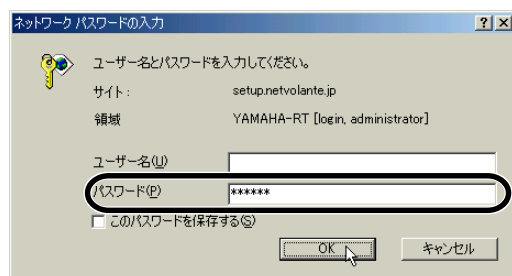 ネットワーク パスワードの入力
ユーザー名とパスワードを入力してください。
サイト: setup.netvolante.jp
領域 YAMAHA-RT [login, administrator]
ユーザー名(U)
パスワード(P) ******
このパスワードを保存する(S)
OK キャンセル